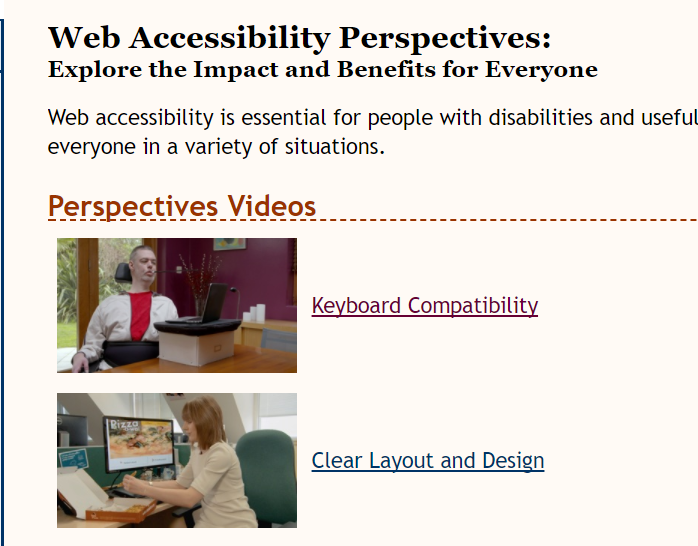 Web Accessibility Perspectives:
Explore the Impact and Benefits for Everyone
Web accessibility is essential for people with disabilities and useful
everyone in a variety of situations.
Perspectives Videos
Keyboard Compatibility
Pizza
Clear Layout and Design